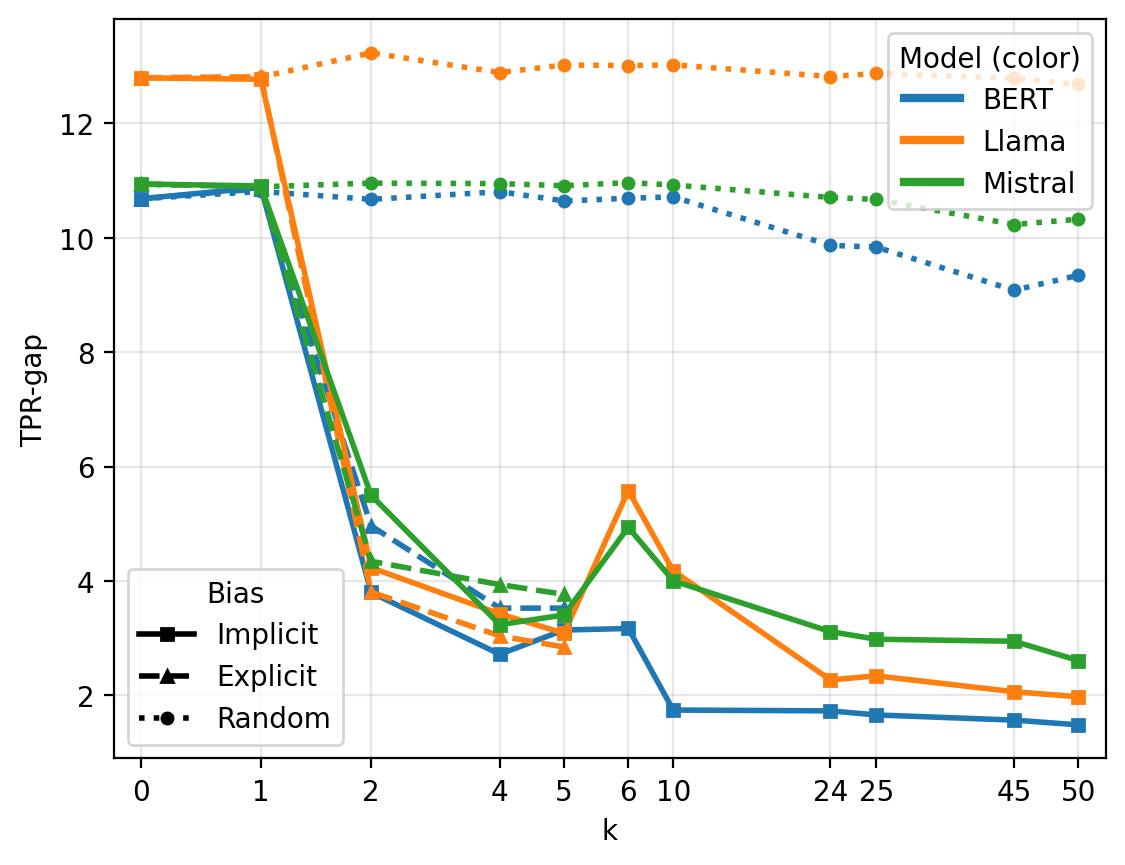 Model (color)
BERT
Llama
Mistral
12
10
8
6
4
2
TPR-gap
Bias
Implicit
Explicit
Random
0 1 2 4 5 6 10 24 25 45 50
k